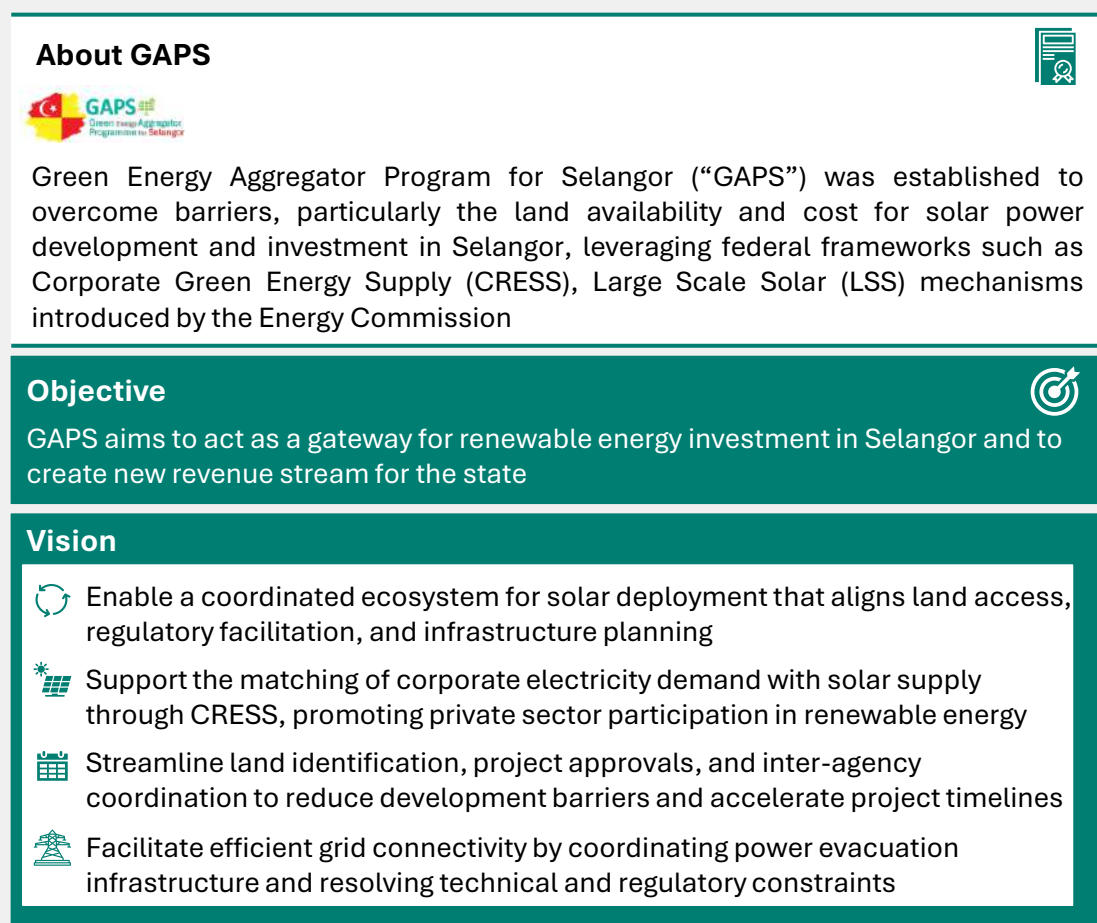 About GAPS
GAPS
Green Energy Aggregator
Programme for Selangor
Green Energy Aggregator Program for Selangor (“GAPS”) was established to
overcome barriers, particularly the land availability and cost for solar power
development and investment in Selangor, leveraging federal frameworks such as
Corporate Green Energy Supply (CRESS), Large Scale Solar (LSS) mechanisms
introduced by the Energy Commission
Objective
GAPS aims to act as a gateway for renewable energy investment in Selangor and to
create new revenue stream for the state
Vision
Enable a coordinated ecosystem for solar deployment that aligns land access,
regulatory facilitation, and infrastructure planning
Support the matching of corporate electricity demand with solar supply
through CRESS, promoting private sector participation in renewable energy
Streamline land identification, project approvals, and inter-agency
coordination to reduce development barriers and accelerate project timelines
Facilitate efficient grid connectivity by coordinating power evacuation
infrastructure and resolving technical and regulatory constraints